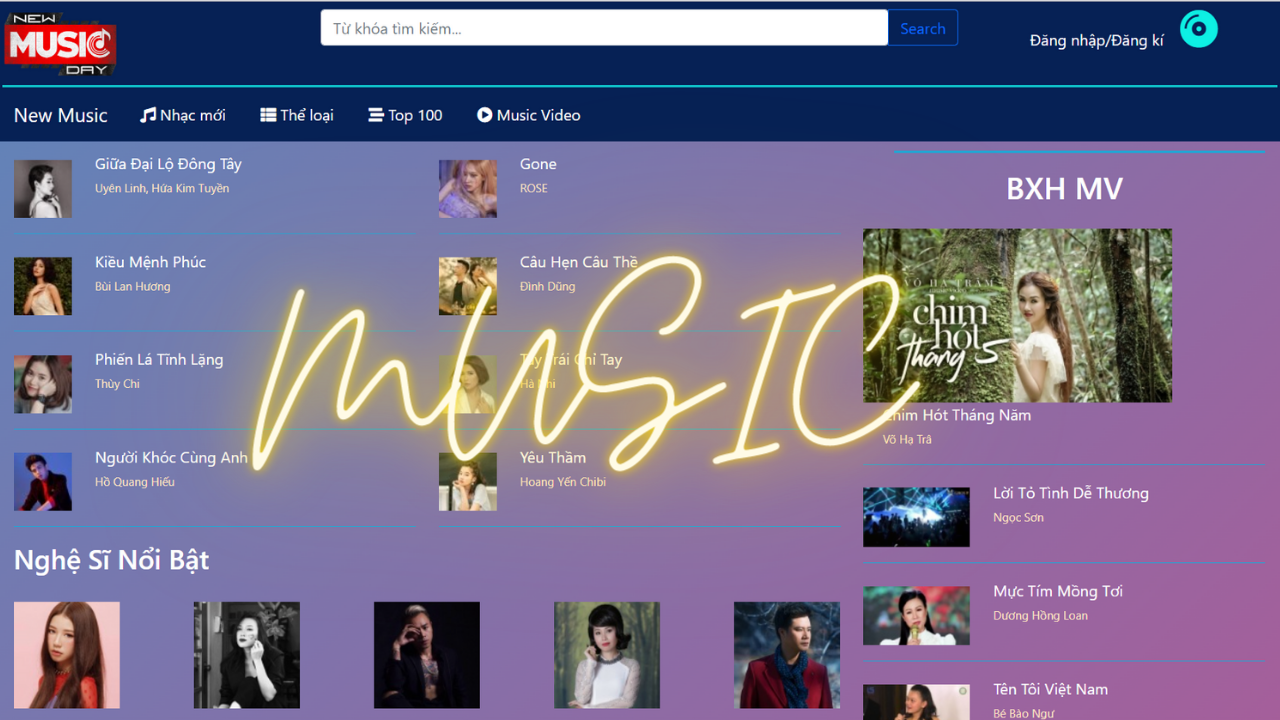 NEW
MUSIC
DAY
Từ khóa tìm kiếm...
Search
Đăng nhập/Đăng kí
New Music
Nhạc mới
Thể loại
Top 100
Music Video
Giữa Đại Lộ Đông Tây
Uyên Linh, Hứa Kim Tuyền
Gone
ROSE
Kiều Mệnh Phúc
Bùi Lan Hương
Câu Hẹn Câu Thề
Đình Dũng
Phiến Lá Tĩnh Lặng
Thùy Chi
Tay Trái Chỉ Tay
Hà Nhi
Người Khóc Cùng Anh
Hồ Quang Hiếu
Yêu Thầm
Hoang Yến Chibi
MUSIC
Nghệ Sĩ Nổi Bật
BXH MV
VÕ HẠ TRÂM
chim
hót
Tháng 5
Chim Hót Tháng Năm
Võ Hạ Trâ
Lời Tỏ Tình Dễ Thương
Ngọc Sơn
Mực Tím Mồng Tơi
Dương Hồng Loan
Tên Tôi Việt Nam
Bé Bào Ngư